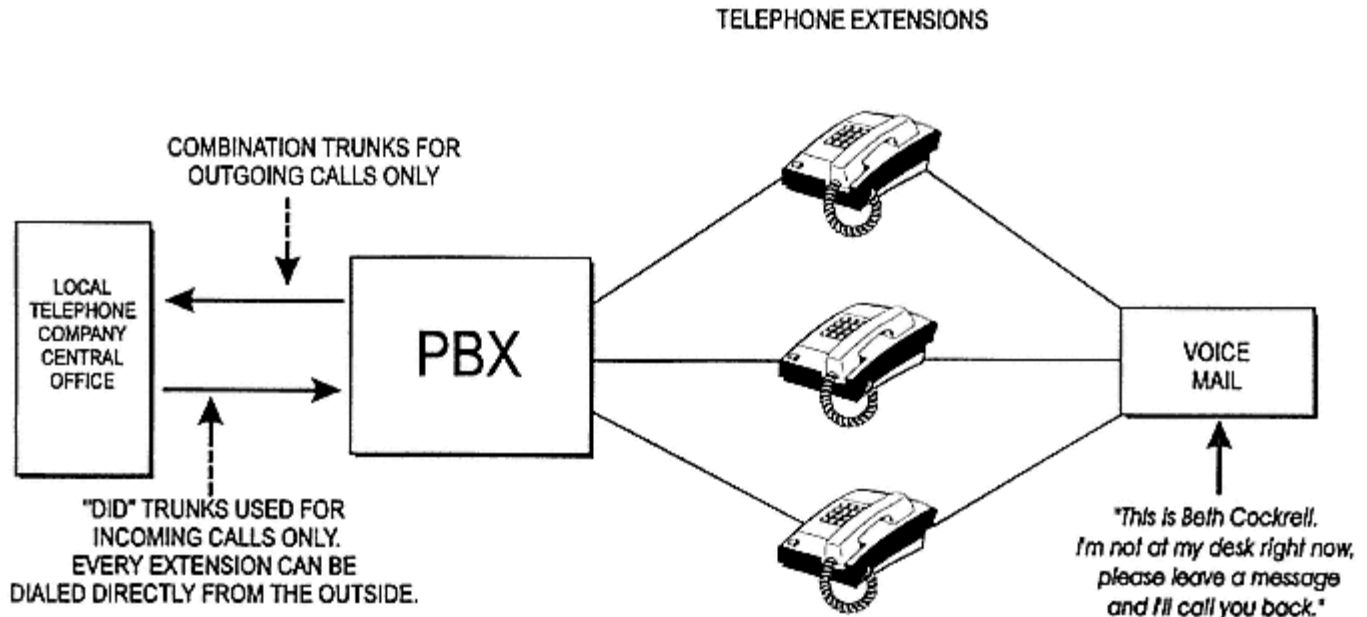 TELEPHONE EXTENSIONS
COMBINATION TRUNKS FOR
OUTGOING CALLS ONLY
LOCAL
TELEPHONE
COMPANY
CENTRAL
OFFICE
PBX
VOICE
MAIL
"DID" TRUNKS USED FOR
INCOMING CALLS ONLY.
EVERY EXTENSION CAN BE
DIALED DIRECTLY FROM THE OUTSIDE.
"This is Beth Cockrell.
I'm not at my desk right now,
please leave a message
and I'll call you back."